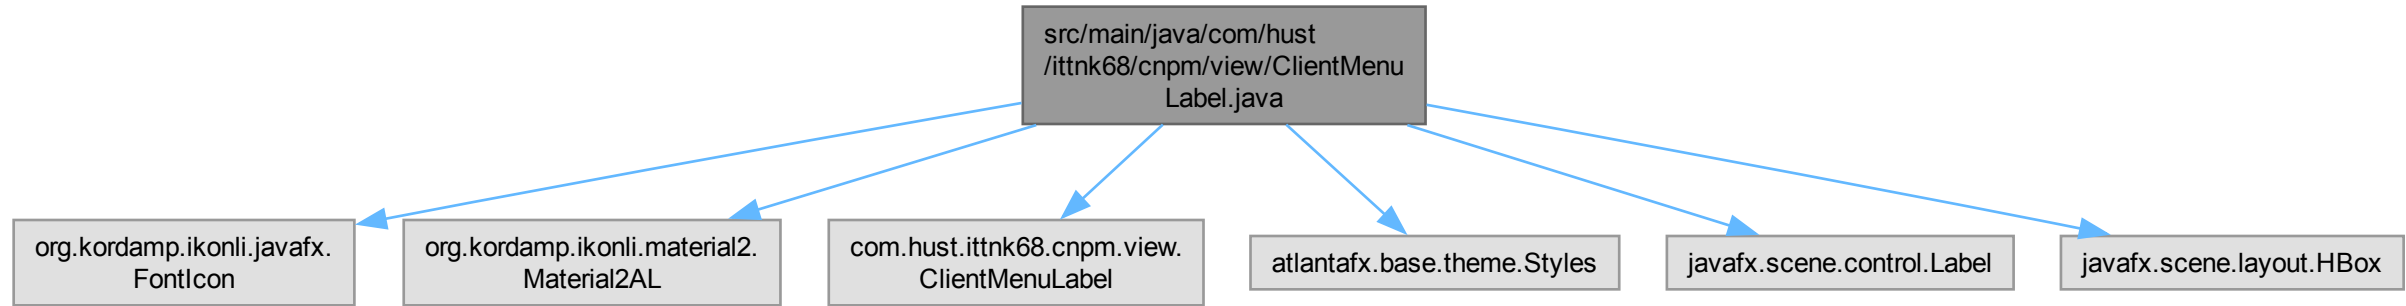 src/main/java/com/hust
/ittnk68/cnpm/view/ClientMenu
Label.java
org.kordamp.ikonli.javafx.
FontIcon
org.kordamp.ikonli.material2.
Material2AL
com.hust.ittnk68.cnpm.view.
ClientMenuLabel
atlantafx.base.theme.Styles
javafx.scene.control.Label
javafx.scene.layout.HBox